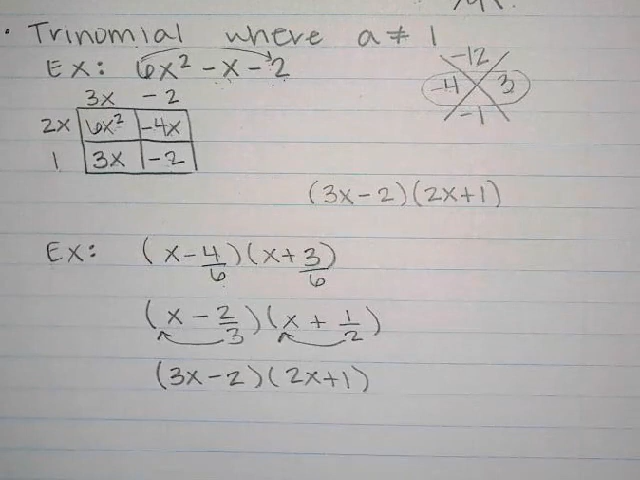 · Trinomial where a ≠ 1
Ex: 6x² - x - 2
-12
-4 3
-1
3x -2
2x 6x² -4x
1 3x -2
(3x-2)(2x+1)
Ex: (x-4/6)(x+3/6)
(x - 2/3)(x + 1/2)
(3x-2)(2x+1)